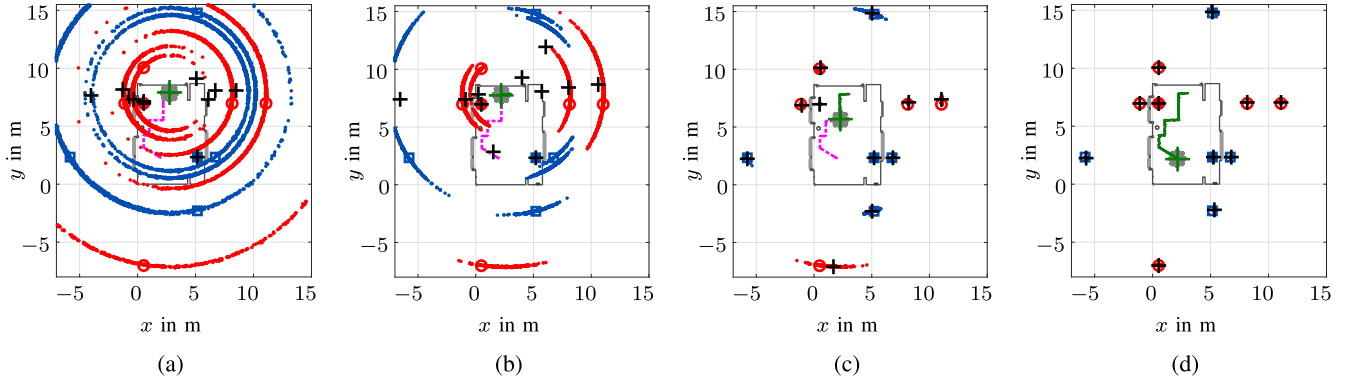 15 15 15 15
10 10 10 10
5 5 5 5
0 0 0 0
−5 −5 −5 −5
y in m y in m y in m y in m
−5 0 5 10 15 −5 0 5 10 15 −5 0 5 10 15 −5 0 5 10 15
x in m x in m x in m x in m
(a) (b) (c) (d)